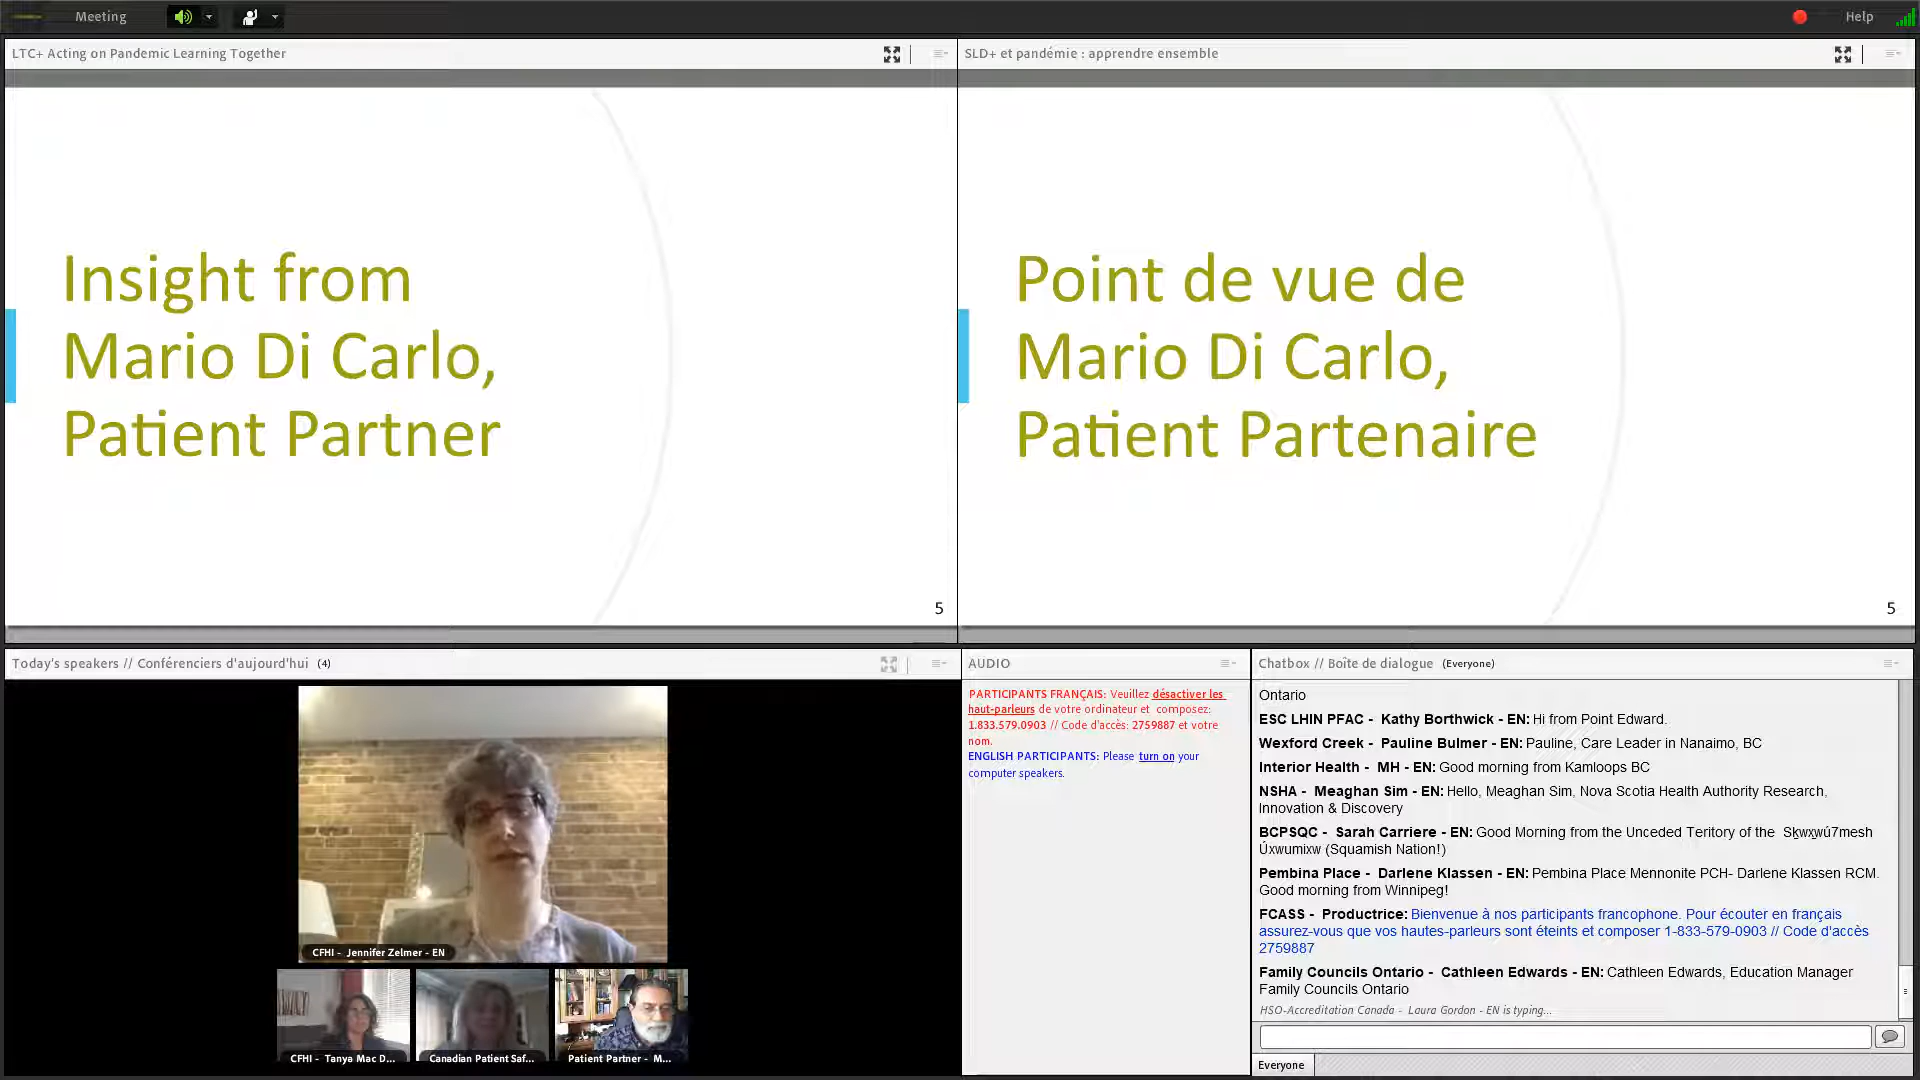 Meeting
Help
LTC+ Acting on Pandemic Learning Together
Insight from
Mario Di Carlo,
Patient Partner
5
SLD+ et pandémie : apprendre ensemble
Point de vue de
Mario Di Carlo,
Patient Partenaire
5
Today's speakers // Conférenciers d'aujourd'hui (4)
CFHI - Jennifer Zelmer - EN
CFHI - Tanya Mac D...
Canadian Patient Saf...
Patient Partner - M...
AUDIO
PARTICIPANTS FRANÇAIS: Veuillez désactiver les
haut-parleurs de votre ordinateur et composez:
1.833.579.0903 // Code d'accès: 2759887 et votre
nom.
ENGLISH PARTICIPANTS: Please turn on your
computer speakers.
Chatbox // Boîte de dialogue (Everyone)
Ontario
ESC LHIN PFAC - Kathy Borthwick - EN: Hi from Point Edward.
Wexford Creek - Pauline Bulmer - EN: Pauline, Care Leader in Nanaimo, BC
Interior Health - MH - EN: Good morning from Kamloops BC
NSHA - Meaghan Sim - EN: Hello, Meaghan Sim, Nova Scotia Health Authority Research,
Innovation & Discovery
BCPSQC - Sarah Carriere - EN: Good Morning from the Unceded Teritory of the Sḵwx̱wú7mesh
Úxwumixw (Squamish Nation!)
Pembina Place - Darlene Klassen - EN: Pembina Place Mennonite PCH- Darlene Klassen RCM.
Good morning from Winnipeg!
FCASS - Productrice: Bienvenue à nos participants francophone. Pour écouter en français
assurez-vous que vos hautes-parleurs sont éteints et composer 1-833-579-0903 // Code d'accès
2759887
Family Councils Ontario - Cathleen Edwards - EN: Cathleen Edwards, Education Manager
Family Councils Ontario
HSO-Accreditation Canada - Laura Gordon - EN is typing...
Everyone